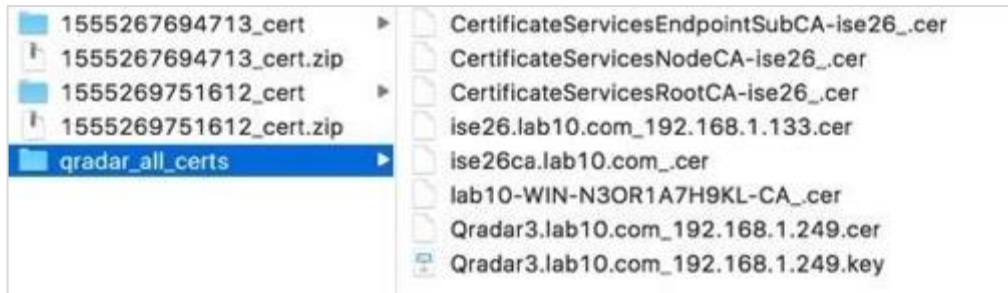 1555267694713_cert
1555267694713_cert.zip
1555269751612_cert
1555269751612_cert.zip
qradar_all_certs
CertificateServicesEndpointSubCA-ise26_.cer
CertificateServicesNodeCA-ise26_.cer
CertificateServicesRootCA-ise26_.cer
ise26.lab10.com_192.168.1.133.cer
ise26ca.lab10.com_.cer
lab10-WIN-N3OR1A7H9KL-CA_.cer
Qradar3.lab10.com_192.168.1.249.cer
Qradar3.lab10.com_192.168.1.249.key